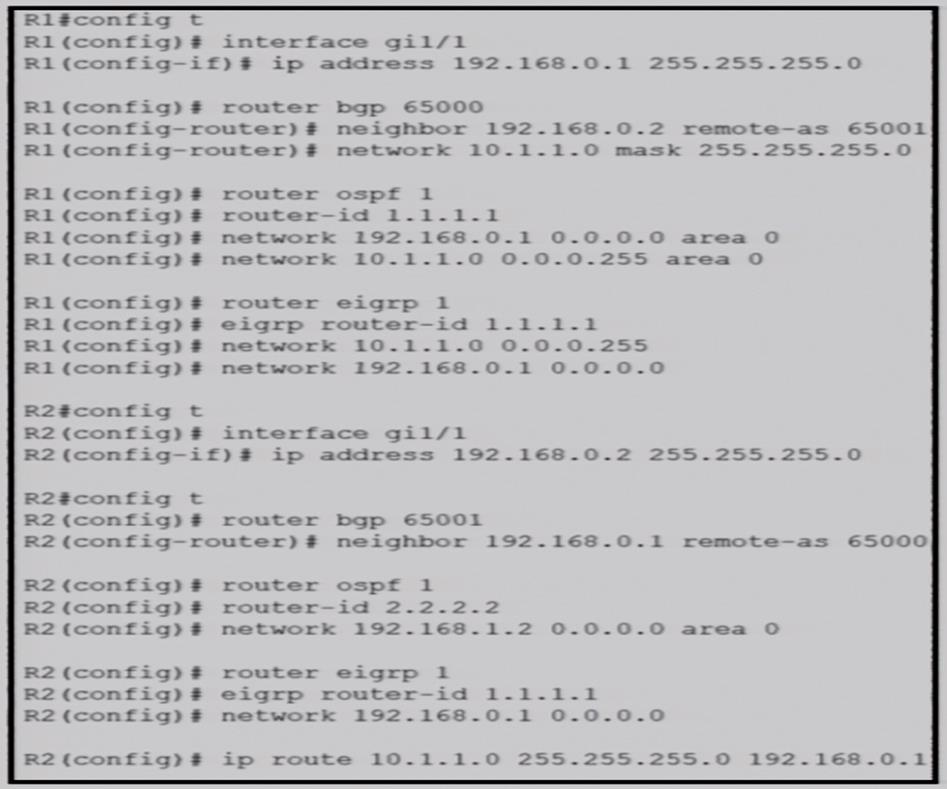 R1#config t
R1(config)# interface gi1/1
R1(config-if)# ip address 192.168.0.1 255.255.255.0
R1(config)# router bgp 65000
R1(config-router)# neighbor 192.168.0.2 remote-as 65001
R1(config-router)# network 10.1.1.0 mask 255.255.255.0
R1(config)# router ospf 1
R1(config)# router-id 1.1.1.1
R1(config)# network 192.168.0.1 0.0.0.0 area 0
R1(config)# network 10.1.1.0 0.0.0.255 area 0
R1(config)# router eigrp 1
R1(config)# eigrp router-id 1.1.1.1
R1(config)# network 10.1.1.0 0.0.0.255
R1(config)# network 192.168.0.1 0.0.0.0
R2#config t
R2(config)# interface gi1/1
R2(config-if)# ip address 192.168.0.2 255.255.255.0
R2#config t
R2(config)# router bgp 65001
R2(config-router)# neighbor 192.168.0.1 remote-as 65000
R2(config)# router ospf 1
R2(config)# router-id 2.2.2.2
R2(config)# network 192.168.1.2 0.0.0.0 area 0
R2(config)# router eigrp 1
R2(config)# eigrp router-id 1.1.1.1
R2(config)# network 192.168.0.1 0.0.0.0
R2(config)# ip route 10.1.1.0 255.255.255.0 192.168.0.1